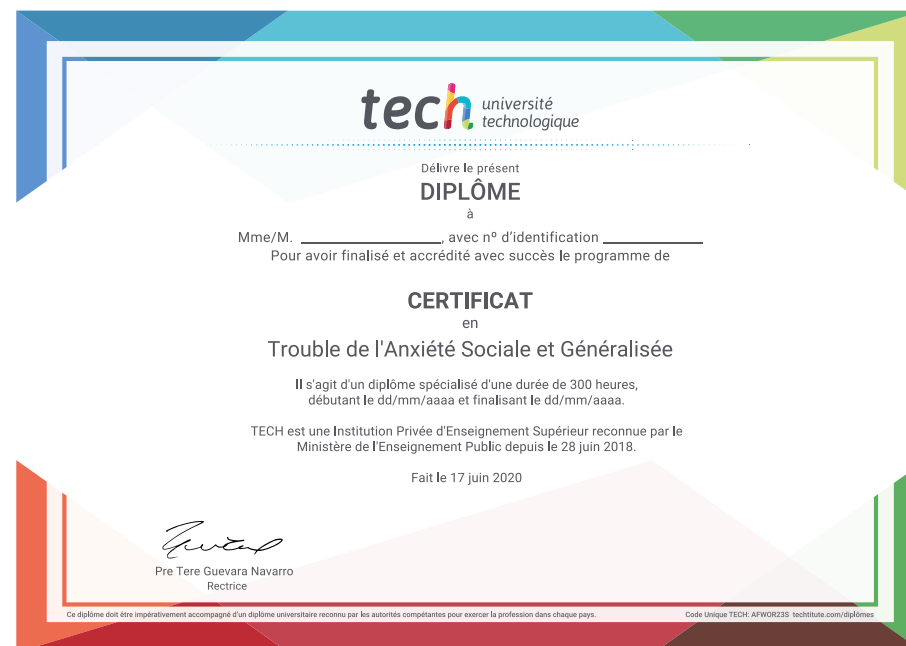 tech université
technologique
Délivre le présent
DIPLÔME
à
Mme/M. ____________________, avec nº d'identification ______________
Pour avoir finalisé et accrédité avec succès le programme de
CERTIFICAT
en
Trouble de l'Anxiété Sociale et Généralisée
Il s'agit d'un diplôme spécialisé d'une durée de 300 heures,
débutant le dd/mm/aaaa et finalisant le dd/mm/aaaa.
TECH est une Institution Privée d'Enseignement Supérieur reconnue par le
Ministère de l'Enseignement Public depuis le 28 juin 2018.
Fait le 17 juin 2020
Pre Tere Guevara Navarro
Rectrice
Ce diplôme doit être impérativement accompagné d'un diplôme universitaire reconnu par les autorités compétantes pour exercer la profession dans chaque pays.
Code Unique TECH: AFWOR23S techtitute.com/diplômes